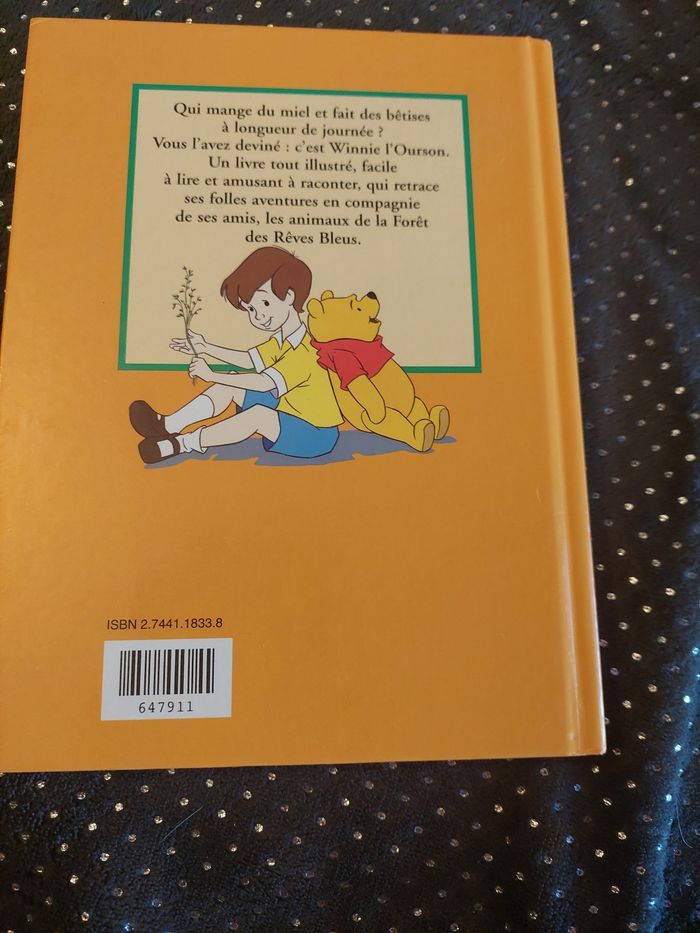 Qui mange du miel et fait des bêtises
à longueur de journée ?
Vous l'avez deviné : c'est Winnie l'Ourson.
Un livre tout illustré, facile
à lire et amusant à raconter, qui retrace
ses folles aventures en compagnie
de ses amis, les animaux de la Forêt
des Rêves Bleus.
ISBN 2.7441.1833.8
647911